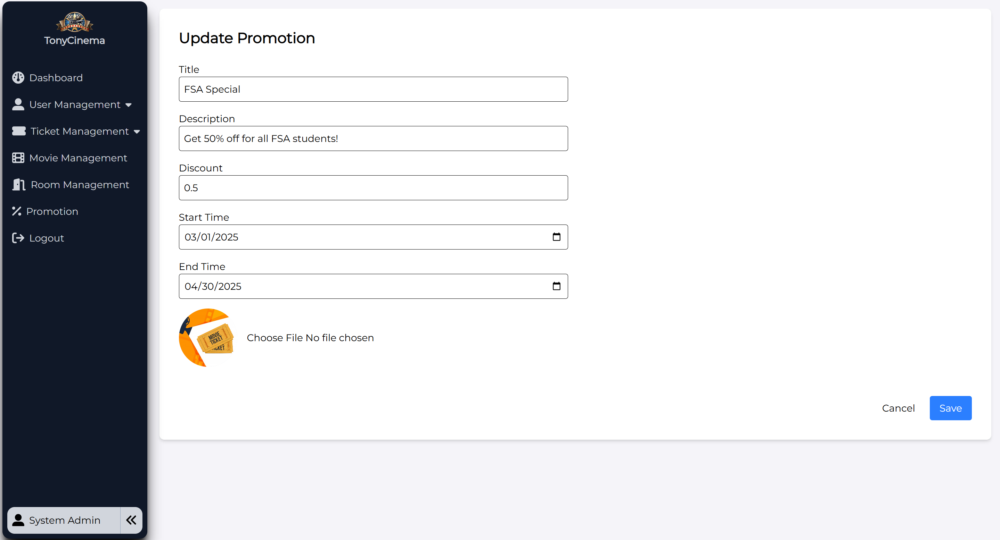 TonyCinema
Dashboard
User Management
Ticket Management
Movie Management
Room Management
Promotion
Logout
System Admin
Update Promotion
Title
FSA Special
Description
Get 50% off for all FSA students!
Discount
0.5
Start Time
03/01/2025
End Time
04/30/2025
MOVIE
TICKET
TICKET
Choose File No file chosen
Cancel
Save